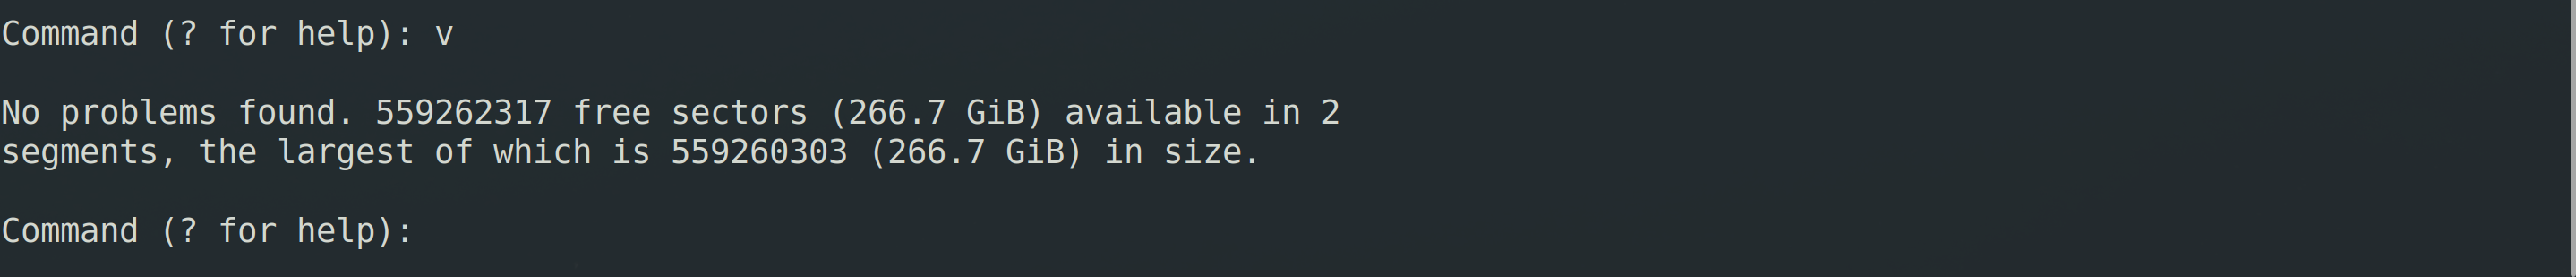 Command (? for help): v
No problems found. 559262317 free sectors (266.7 GiB) available in 2
segments, the largest of which is 559260303 (266.7 GiB) in size.
Command (? for help):